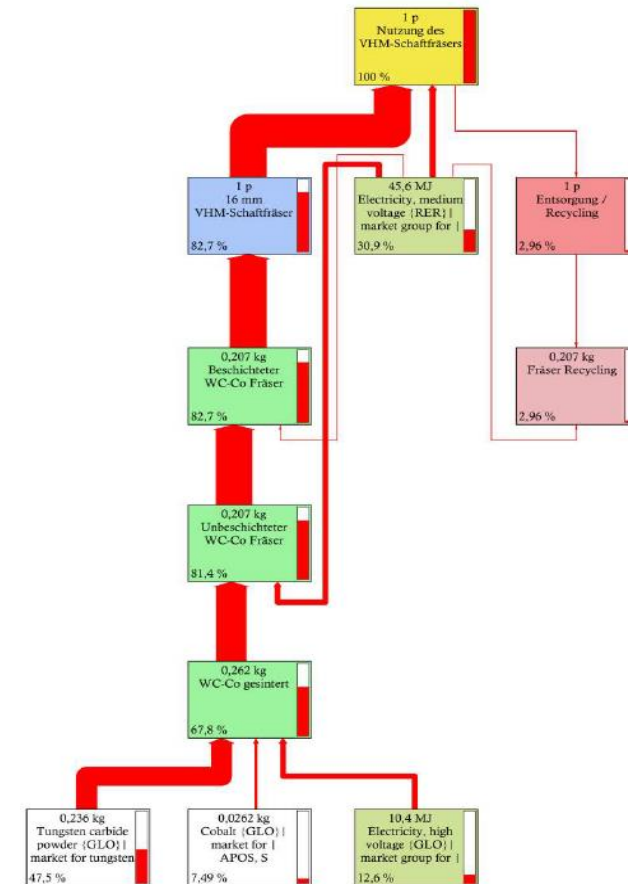 1 p
Nutzung des
VHM-Schaftfräsers
100 %
1 p
16 mm
VHM-Schaftfräser
82,7 %
45,6 MJ
Electricity, medium
voltage {RER}|
market group for |
30,9 %
1 p
Entsorgung /
Recycling
2,96 %
0,207 kg
Beschichteter
WC-Co Fräser
82,7 %
0,207 kg
Fräser Recycling
2,96 %
0,207 kg
Unbeschichteter
WC-Co Fräser
81,4 %
0,262 kg
WC-Co gesintert
67,8 %
0,236 kg
Tungsten carbide
powder {GLO}|
market for tungsten
47,5 %
0,0262 kg
Cobalt {GLO}|
market for |
APOS, S
7,49 %
10,4 MJ
Electricity, high
voltage {GLO}|
market group for |
12,6 %